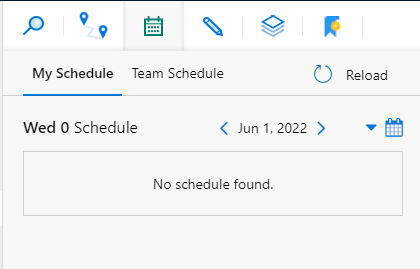 My Schedule Team Schedule Reload
Wed 0 Schedule Jun 1, 2022
No schedule found.